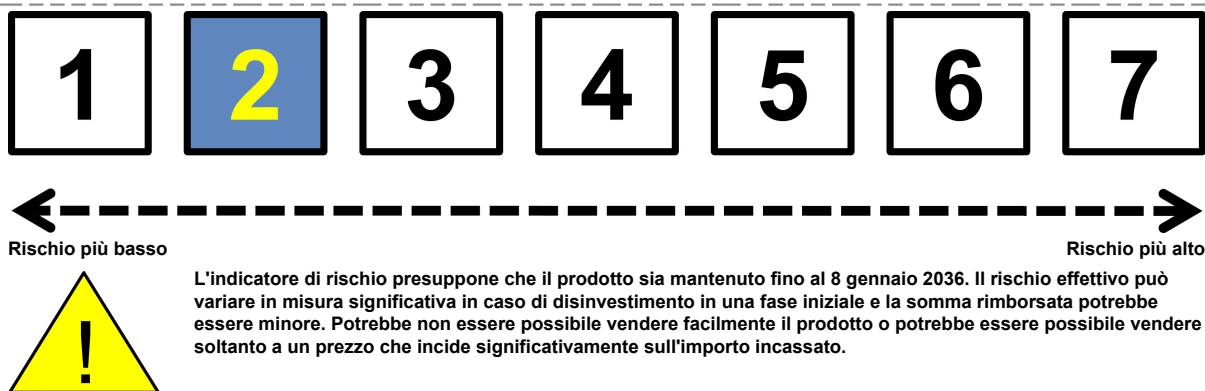 1 2 3 4 5 6 7
Rischio più basso Rischio più alto
L'indicatore di rischio presuppone che il prodotto sia mantenuto fino al 8 gennaio 2036. Il rischio effettivo può
variare in misura significativa in caso di disinvestimento in una fase iniziale e la somma rimborsata potrebbe
essere minore. Potrebbe non essere possibile vendere facilmente il prodotto o potrebbe essere possibile vendere
soltanto a un prezzo che incide significativamente sull'importo incassato.
!